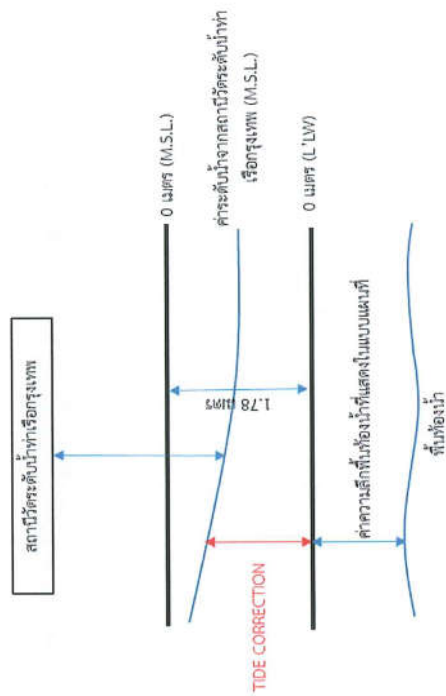 สถานีวัดระดับน้ำท่าเรือกรุงเทพ
0 เมตร (M.S.L.)
ค่าระดับน้ำจากสถานีวัดระดับน้ำท่า
เรือกรุงเทพ (M.S.L.)
1.78 เมตร
0 เมตร (L'LW)
TIDE CORRECTION
ค่าความลึกพื้นท้องน้ำที่แสดงในแบบแผนที่
พื้นท้องน้ำ